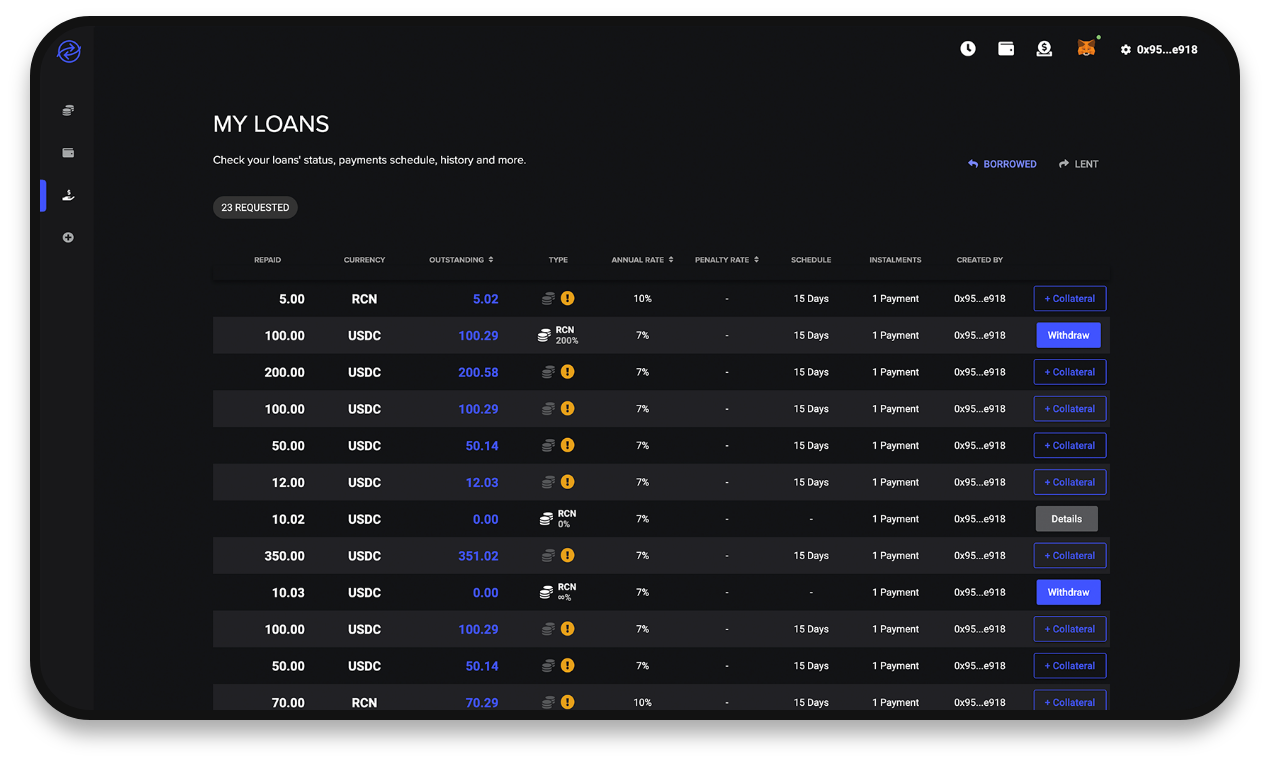 0x95...e918
MY LOANS
Check your loans' status, payments schedule, history and more.
BORROWED LENT
23 REQUESTED
REPAID CURRENCY OUTSTANDING TYPE ANNUAL RATE PENALTY RATE SCHEDULE INSTALMENTS CREATED BY
5.00 RCN 5.02 10% - 15 Days 1 Payment 0x95...e918 + Collateral
100.00 USDC 100.29 RCN 200% 7% - 15 Days 1 Payment 0x95...e918 Withdraw
200.00 USDC 200.58 7% - 15 Days 1 Payment 0x95...e918 + Collateral
100.00 USDC 100.29 7% - 15 Days 1 Payment 0x95...e918 + Collateral
50.00 USDC 50.14 7% - 15 Days 1 Payment 0x95...e918 + Collateral
12.00 USDC 12.03 7% - 15 Days 1 Payment 0x95...e918 + Collateral
10.02 USDC 0.00 RCN 0% 7% - - 1 Payment 0x95...e918 Details
350.00 USDC 351.02 7% - 15 Days 1 Payment 0x95...e918 + Collateral
10.03 USDC 0.00 RCN ∞% 7% - - 1 Payment 0x95...e918 Withdraw
100.00 USDC 100.29 7% - 15 Days 1 Payment 0x95...e918 + Collateral
50.00 USDC 50.14 7% - 15 Days 1 Payment 0x95...e918 + Collateral
70.00 RCN 70.29 10% - 15 Days 1 Payment 0x95...e918 + Collateral